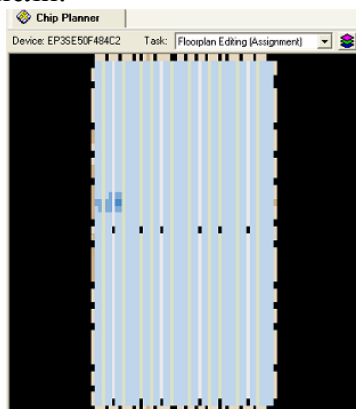 Chip Planner
Device: EP3SE50F484C2 Task: Floorplan Editing (Assignment)